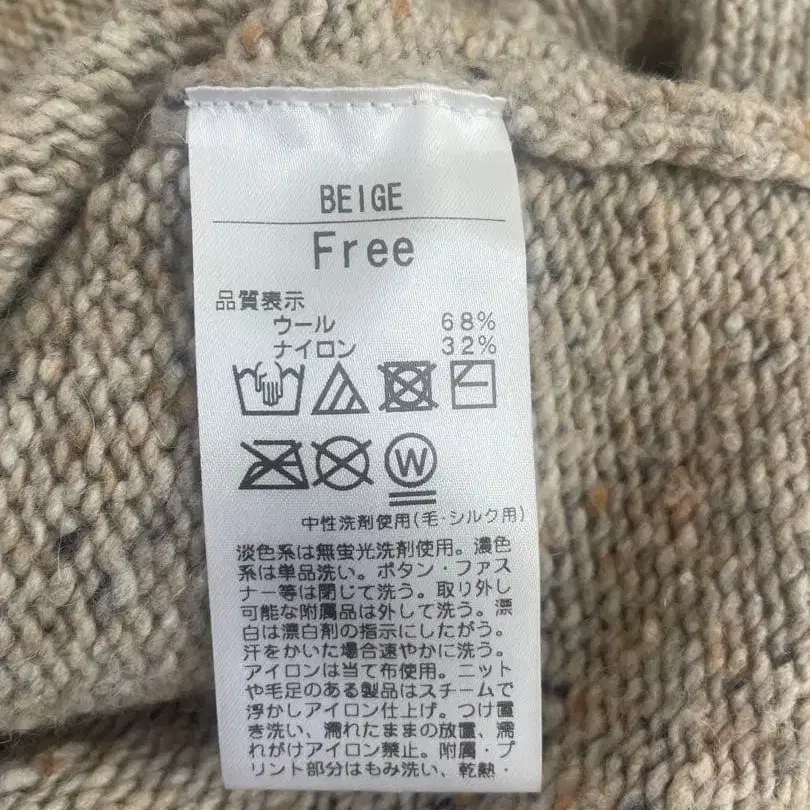 BEIGE
Free
品質表示
ウール 68%
ナイロン 32%
W
中性洗剤使用(毛・シルク用)
淡色系は無蛍光洗剤使用。濃色
系は単品洗い。ボタン・ファス
ナー等は閉じて洗う。取り外し
可能な附属品は外して洗う。漂
白は漂白剤の指示にしたがう。
汗をかいた場合速やかに洗う。
アイロンは当て布使用。ニット
や毛足のある製品はスチームで
浮かしアイロン仕上げ。つけ置
き洗い、濡れたままの放置、濡
れがけアイロン禁止。附属・プ
リント部分はもみ洗い、乾熱・